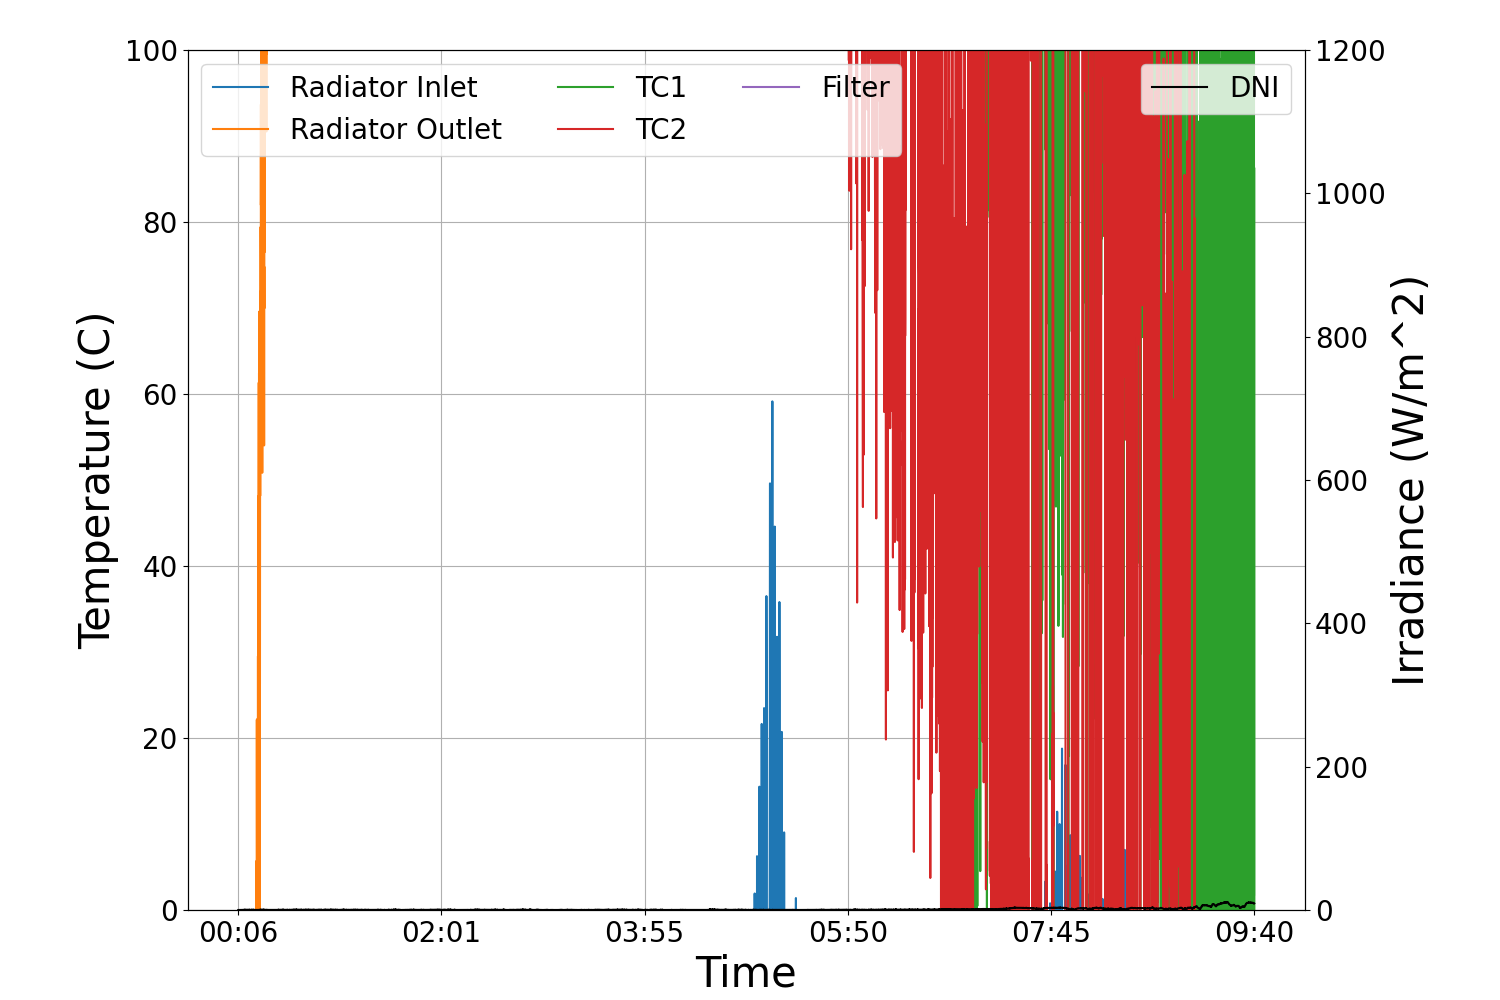 100
80
60
40
20
0
Temperature (C)
Radiator Inlet
Radiator Outlet
TC1
TC2
Filter
DNI
1200
1000
800
600
400
200
0
Irradiance (W/m^2)
00:06 02:01 03:55 05:50 07:45 09:40
Time